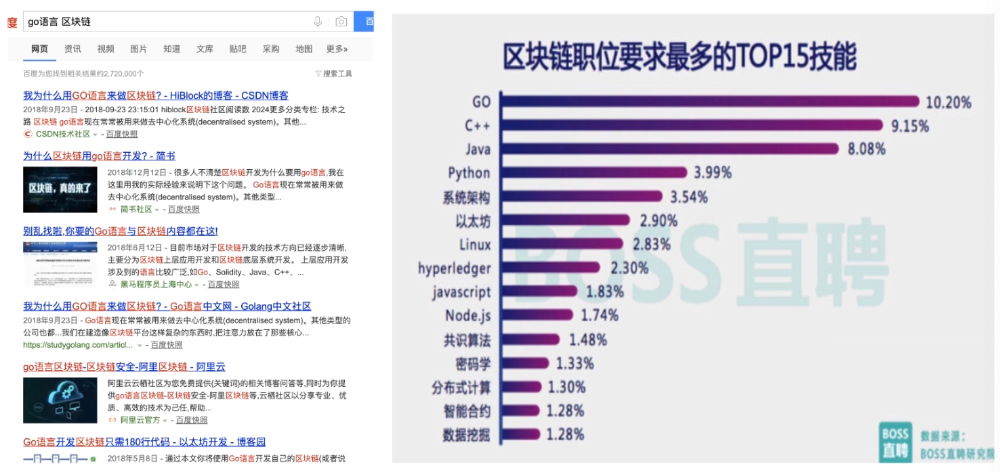 度
go语言 区块链
百
网页 资讯 视频 图片 知道 文库 贴吧 采购 地图 更多»
百度为您找到相关结果约2,720,000个
搜索工具
我为什么用GO语言来做区块链? - HiBlock的博客 - CSDN博客
2018年9月23日 - 2018-09-23 23:15:01 hiblock区块链社区阅读数 2024更多分类专栏: 技术之
路 区块链 go语言现在常常被用来做去中心化系统(decentralised system)。其他...
CSDN技术社区 - 百度快照
为什么区块链用go语言开发? - 简书
区块链，真的来了
2018年12月12日 - 很多人不清楚区块链开发为什么要用go语言,我在
这里用我的实际经验来说明下这个问题。 Go语言现在常常被用来做
去中心化系统(decentralised system)。其他类型...
简书社区 - 百度快照
别乱找啦,你要的Go语言与区块链内容都在这!
2018年6月12日 - 目前市场对于区块链开发的技术方向已经逐步清晰,
主要分为区块链上层应用开发和区块链底层系统开发。 上层应用开发
涉及到的语言比较广泛,如Go、Solidity、Java、C++、...
黑马程序员上海中心 - 百度快照
我为什么用GO语言来做区块链? - Go语言中文网 - Golang中文社区
2018年9月23日 - Go语言现在常常被用来做去中心化系统(decentralised system)。其他类型的
公司也都...我们在建造像区块链平台这样复杂的东西时,把注意力放在了那些核心...
https://studygolang.com/articl... - 百度快照
go语言区块链-区块链安全-阿里区块链 - 阿里云
阿里云云栖社区为您免费提供{关键词}的相关博客问答等,同时为你提
供go语言区块链-区块链安全-阿里区块链等,云栖社区以分享专业、优
质、高效的技术为己任,帮助...
阿里云官方 - 百度快照
Go语言开发区块链只需180行代码 - 以太坊开发 - 博客园
2018年5月8日 - 通过本文你将使用Go语言开发自己的区块链(或者说
区块链职位要求最多的TOP15技能
GO 10.20%
C++ 9.15%
Java 8.08%
Python 3.99%
系统架构 3.54%
以太坊 2.90%
Linux 2.83%
hyperledger 2.30%
javascript 1.83%
Node.js 1.74%
共识算法 1.48%
密码学 1.33%
分布式计算 1.30%
智能合约 1.28%
数据挖掘 1.28%
BOSS直聘
BOSS
直聘
数据来源：
BOSS直聘研究院